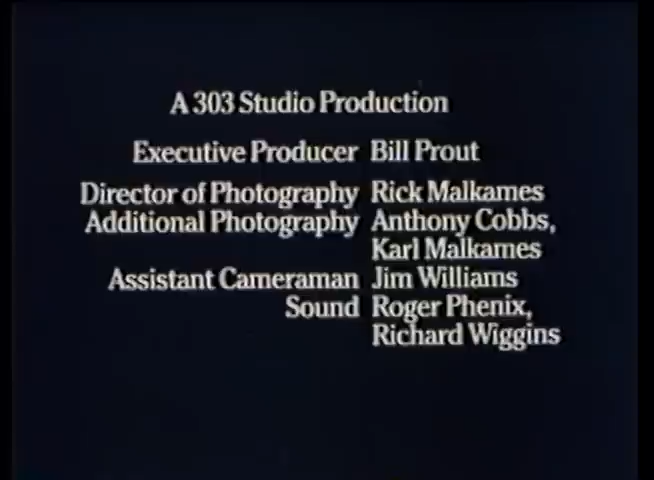 A 303 Studio Production
Executive Producer Bill Prout
Director of Photography Rick Malkames
Additional Photography Anthony Cobbs,
Karl Malkames
Assistant Cameraman Jim Williams
Sound Roger Phenix,
Richard Wiggins